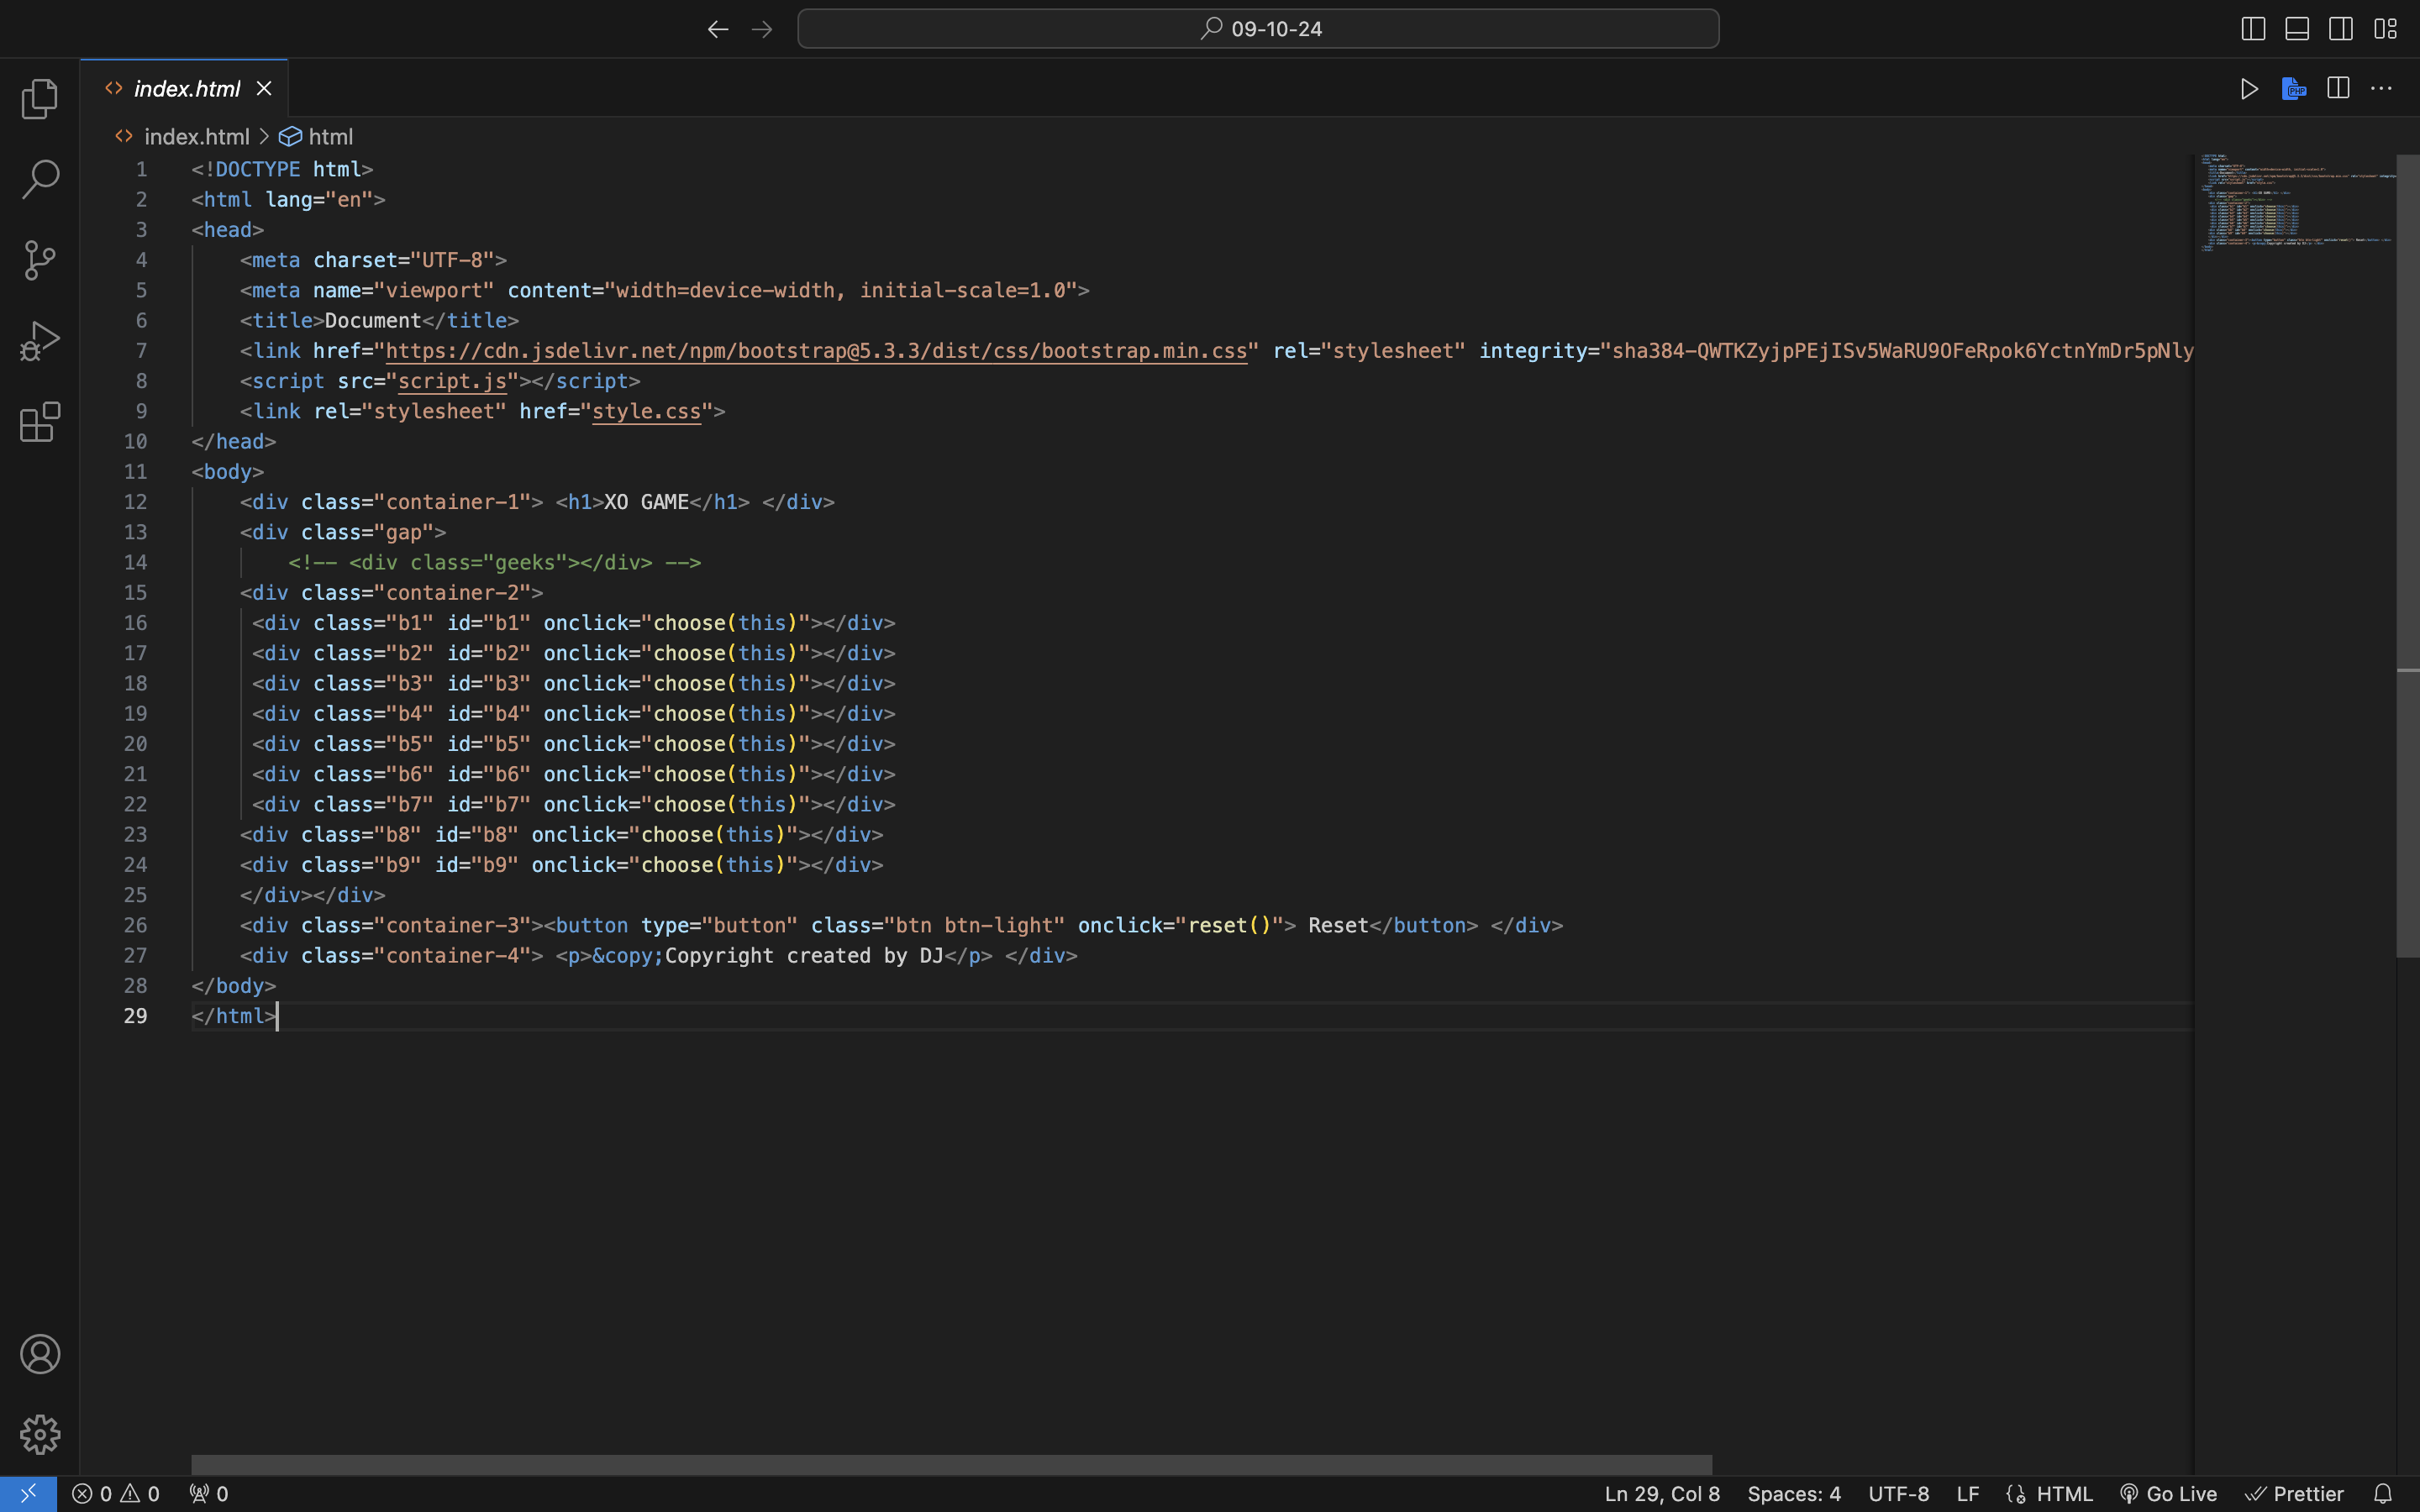 09-10-24
index.html
index.html > html
1 <!DOCTYPE html>
2 <html lang="en">
3 <head>
4     <meta charset="UTF-8">
5     <meta name="viewport" content="width=device-width, initial-scale=1.0">
6     <title>Document</title>
7     <link href="https://cdn.jsdelivr.net/npm/bootstrap@5.3.3/dist/css/bootstrap.min.css" rel="stylesheet" integrity="sha384-QWTKZyjpPEjISv5WaRU9OFeRpok6YctnYmDr5pNly
8     <script src="script.js"></script>
9     <link rel="stylesheet" href="style.css">
10 </head>
11 <body>
12     <div class="container-1"> <h1>XO GAME</h1> </div>
13     <div class="gap">
14         <!-- <div class="geeks"></div> -->
15     <div class="container-2">
16      <div class="b1" id="b1" onclick="choose(this)"></div>
17      <div class="b2" id="b2" onclick="choose(this)"></div>
18      <div class="b3" id="b3" onclick="choose(this)"></div>
19      <div class="b4" id="b4" onclick="choose(this)"></div>
20      <div class="b5" id="b5" onclick="choose(this)"></div>
21      <div class="b6" id="b6" onclick="choose(this)"></div>
22      <div class="b7" id="b7" onclick="choose(this)"></div>
23     <div class="b8" id="b8" onclick="choose(this)"></div>
24     <div class="b9" id="b9" onclick="choose(this)"></div>
25     </div></div>
26     <div class="container-3"><button type="button" class="btn btn-light" onclick="reset()"> Reset</button> </div>
27     <div class="container-4"> <p>&copy;Copyright created by DJ</p> </div>
28 </body>
29 </html>
0 0 0 Ln 29, Col 8 Spaces: 4 UTF-8 LF HTML Go Live Prettier